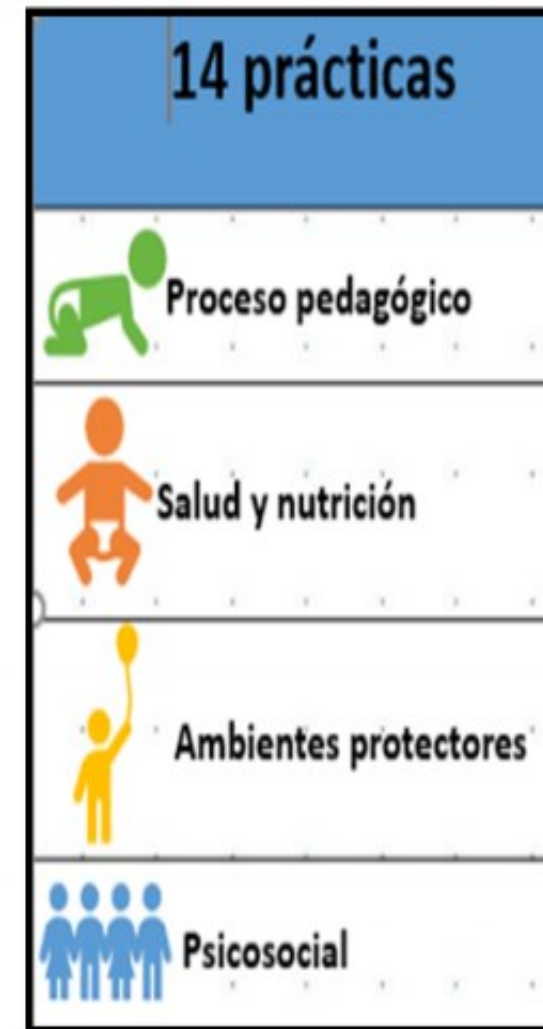 14 prácticas
Proceso pedagógico
Salud y nutrición
Ambientes protectores
Psicosocial